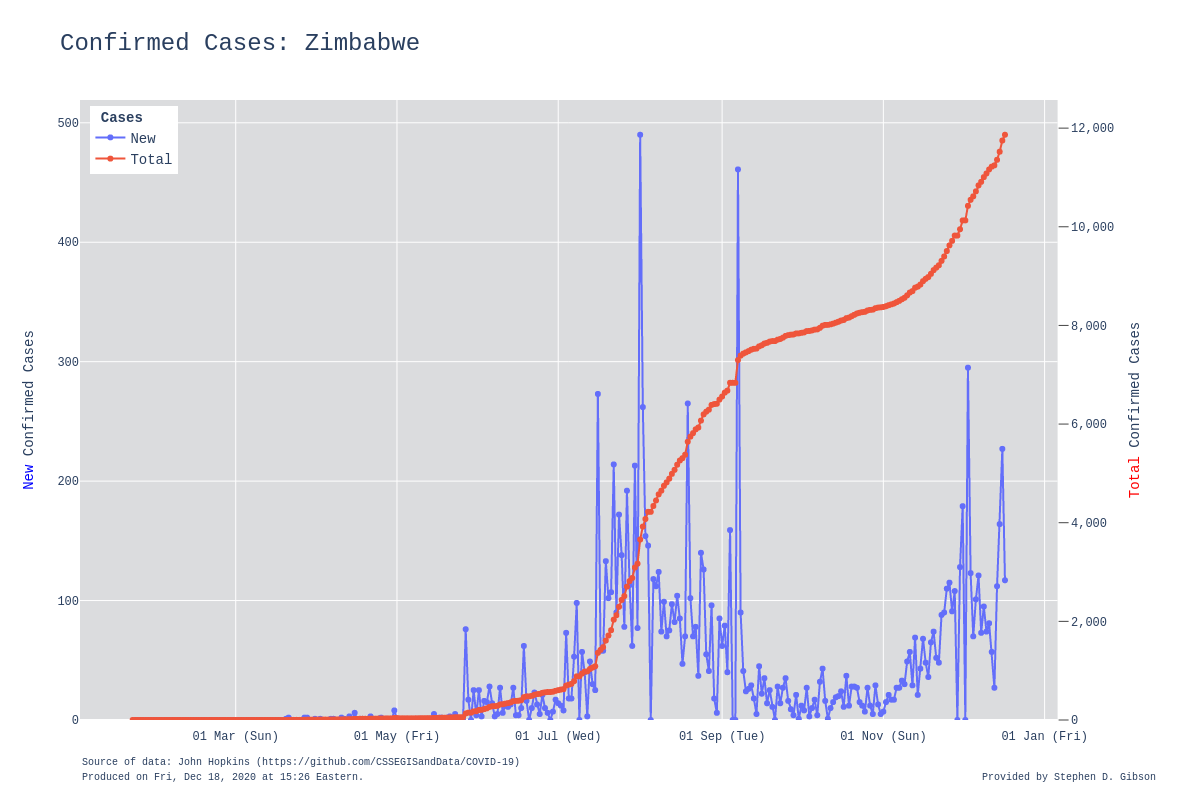 Confirmed Cases: Zimbabwe
Cases
New
Total
500
400
300
200
100
0
12,000
10,000
8,000
6,000
4,000
2,000
0
New Confirmed Cases
Total Confirmed Cases
01 Mar (Sun) 01 May (Fri) 01 Jul (Wed) 01 Sep (Tue) 01 Nov (Sun) 01 Jan (Fri)
Source of data: John Hopkins (https://github.com/CSSEGISandData/COVID-19)
Produced on Fri, Dec 18, 2020 at 15:26 Eastern.
Provided by Stephen D. Gibson